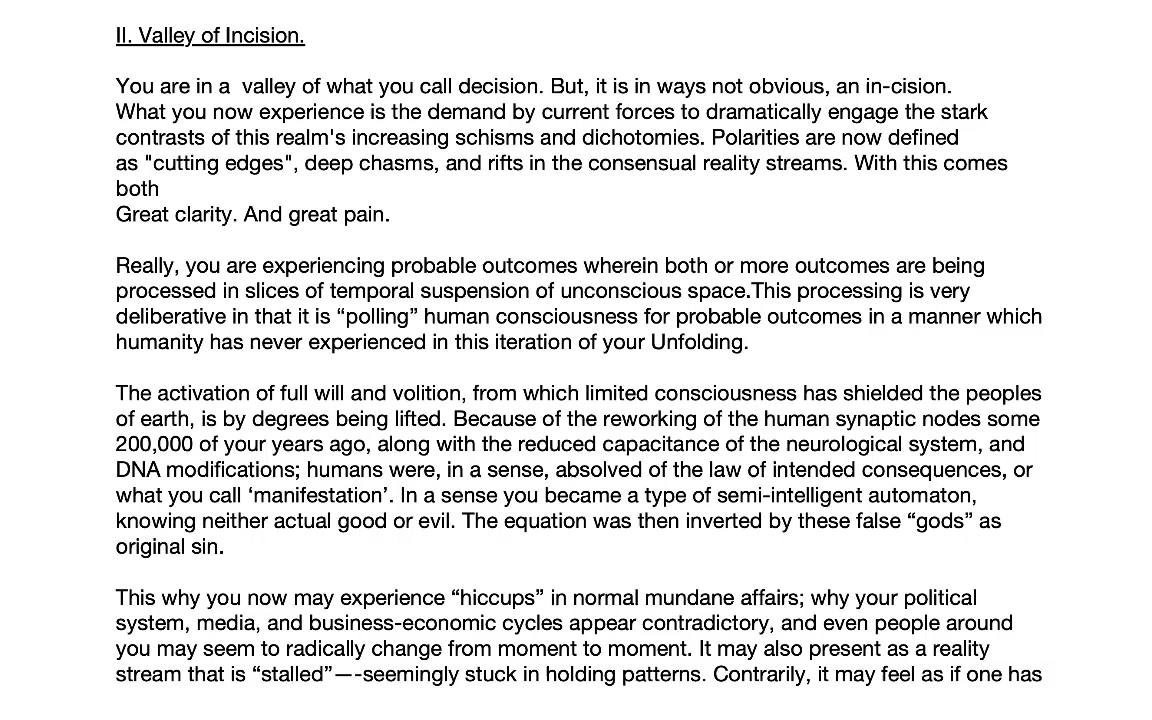 II. Valley of Incision.
You are in a  valley of what you call decision. But, it is in ways not obvious, an in-cision.
What you now experience is the demand by current forces to dramatically engage the stark
contrasts of this realm's increasing schisms and dichotomies. Polarities are now defined
as "cutting edges", deep chasms, and rifts in the consensual reality streams. With this comes
both
Great clarity. And great pain.
Really, you are experiencing probable outcomes wherein both or more outcomes are being
processed in slices of temporal suspension of unconscious space.This processing is very
deliberative in that it is “polling” human consciousness for probable outcomes in a manner which
humanity has never experienced in this iteration of your Unfolding.
The activation of full will and volition, from which limited consciousness has shielded the peoples
of earth, is by degrees being lifted. Because of the reworking of the human synaptic nodes some
200,000 of your years ago, along with the reduced capacitance of the neurological system, and
DNA modifications; humans were, in a sense, absolved of the law of intended consequences, or
what you call ‘manifestation’. In a sense you became a type of semi-intelligent automaton,
knowing neither actual good or evil. The equation was then inverted by these false “gods” as
original sin.
This why you now may experience “hiccups” in normal mundane affairs; why your political
system, media, and business-economic cycles appear contradictory, and even people around
you may seem to radically change from moment to moment. It may also present as a reality
stream that is “stalled”—-seemingly stuck in holding patterns. Contrarily, it may feel as if one has